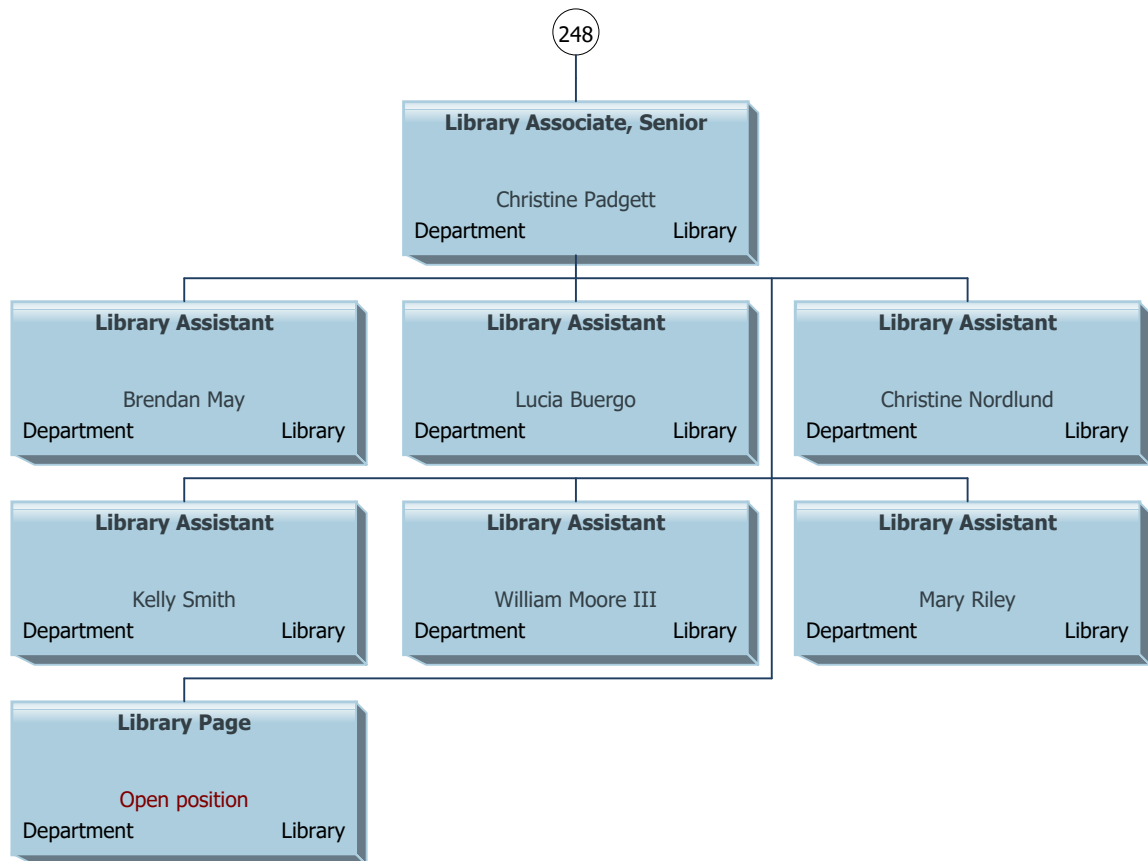 248
Library Associate, Senior
Christine Padgett
Department Library
Library Assistant
Brendan May
Department Library
Library Assistant
Lucia Buergo
Department Library
Library Assistant
Christine Nordlund
Department Library
Library Assistant
Kelly Smith
Department Library
Library Assistant
William Moore III
Department Library
Library Assistant
Mary Riley
Department Library
Library Page
Open position
Department Library